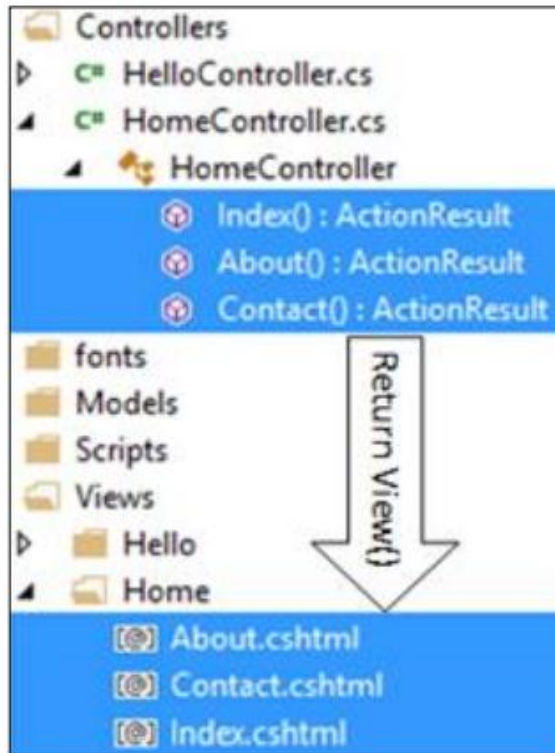 Controllers
C# HelloController.cs
C# HomeController.cs
HomeController
Index() : ActionResult
About() : ActionResult
Contact() : ActionResult
fonts
Models
Scripts
Views
Hello
Home
Return View()
[@] About.cshtml
[@] Contact.cshtml
[@] Index.cshtml